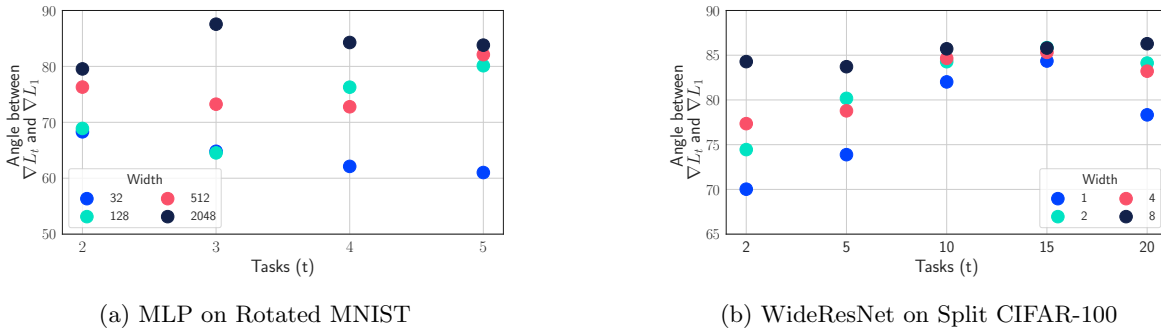 90
80
70
60
50
Angle between
∇L_t and ∇L_1
Width
32 512
128 2048
2 3 4 5
Tasks (t)
(a) MLP on Rotated MNIST
90
85
80
75
70
65
Angle between
∇L_t and ∇L_1
Width
1 4
2 8
2 5 10 15 20
Tasks (t)
(b) WideResNet on Split CIFAR-100